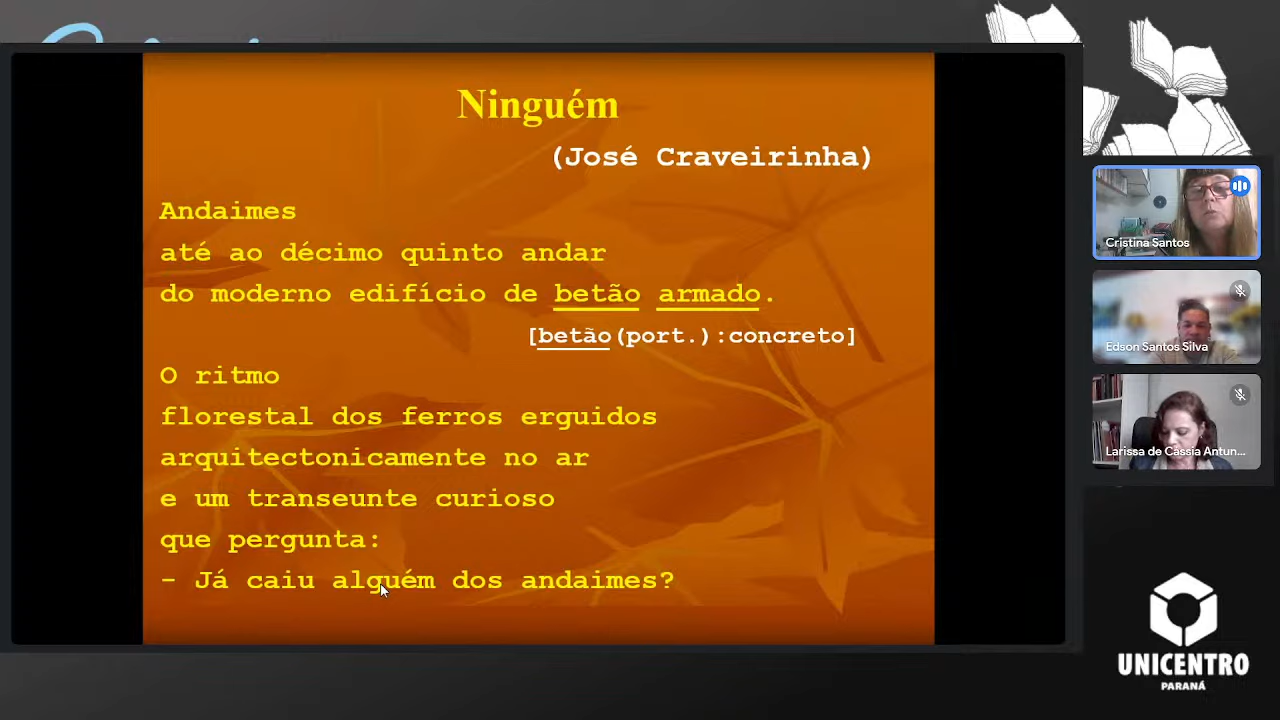 Ninguém
(José Craveirinha)
Andaimes
até ao décimo quinto andar
do moderno edifício de betão armado.
[betão(port.):concreto]
O ritmo
florestal dos ferros erguidos
arquitectonicamente no ar
e um transeunte curioso
que pergunta:
- Já caiu alguém dos andaimes?
Cristina Santos
Edson Santos Silva
Larissa de Cássia Antun...
UNICENTRO
PARANÁ